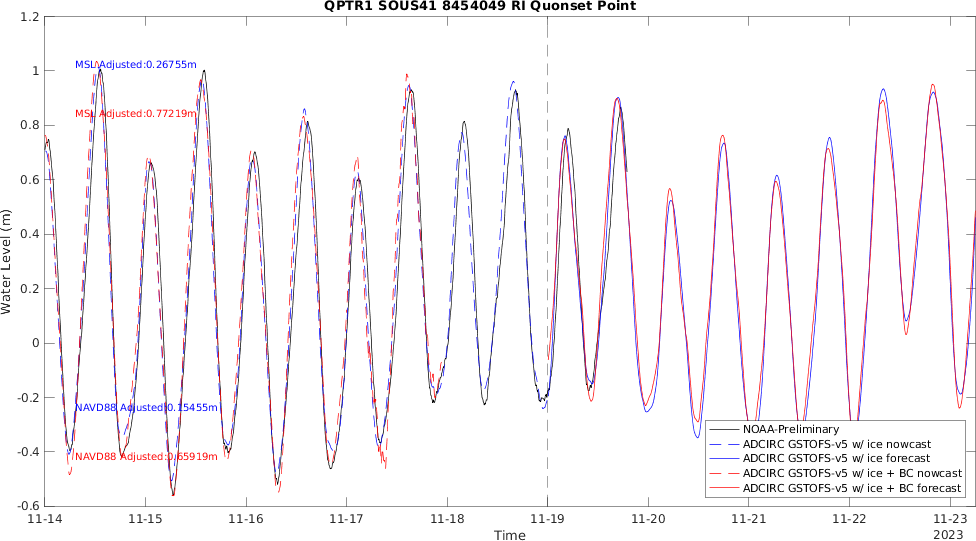 QPTR1 SOUS41 8454049 RI Quonset Point
1.2
1
0.8
0.6
0.4
0.2
0
-0.2
-0.4
-0.6
Water Level (m)
MSL Adjusted:0.26755m
MSL Adjusted:0.77219m
NAVD88 Adjusted:0.15455m
NAVD88 Adjusted:0.65919m
NOAA-Preliminary
ADCIRC GSTOFS-v5 w/ ice nowcast
ADCIRC GSTOFS-v5 w/ ice forecast
ADCIRC GSTOFS-v5 w/ ice + BC nowcast
ADCIRC GSTOFS-v5 w/ ice + BC forecast
11-14 11-15 11-16 11-17 11-18 11-19 11-20 11-21 11-22 11-23
Time
2023